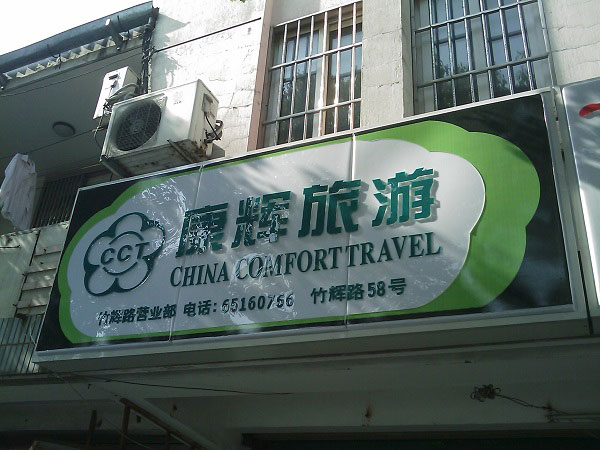 康辉旅游
CCT
CHINA COMFORT TRAVEL
竹辉路营业部 电话:65160756 竹辉路58号